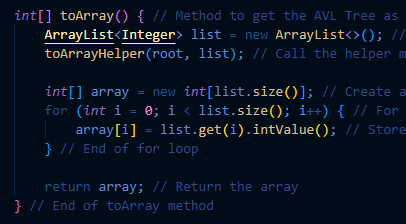 int[] toArray() { // Method to get the AVL Tree as
ArrayList<Integer> list = new ArrayList<>(); //
toArrayHelper(root, list); // Call the helper m
int[] array = new int[list.size()]; // Create a
for (int i = 0; i < list.size(); i++) { // For
array[i] = list.get(i).intValue(); // Store
} // End of for loop
return array; // Return the array
} // End of toArray method